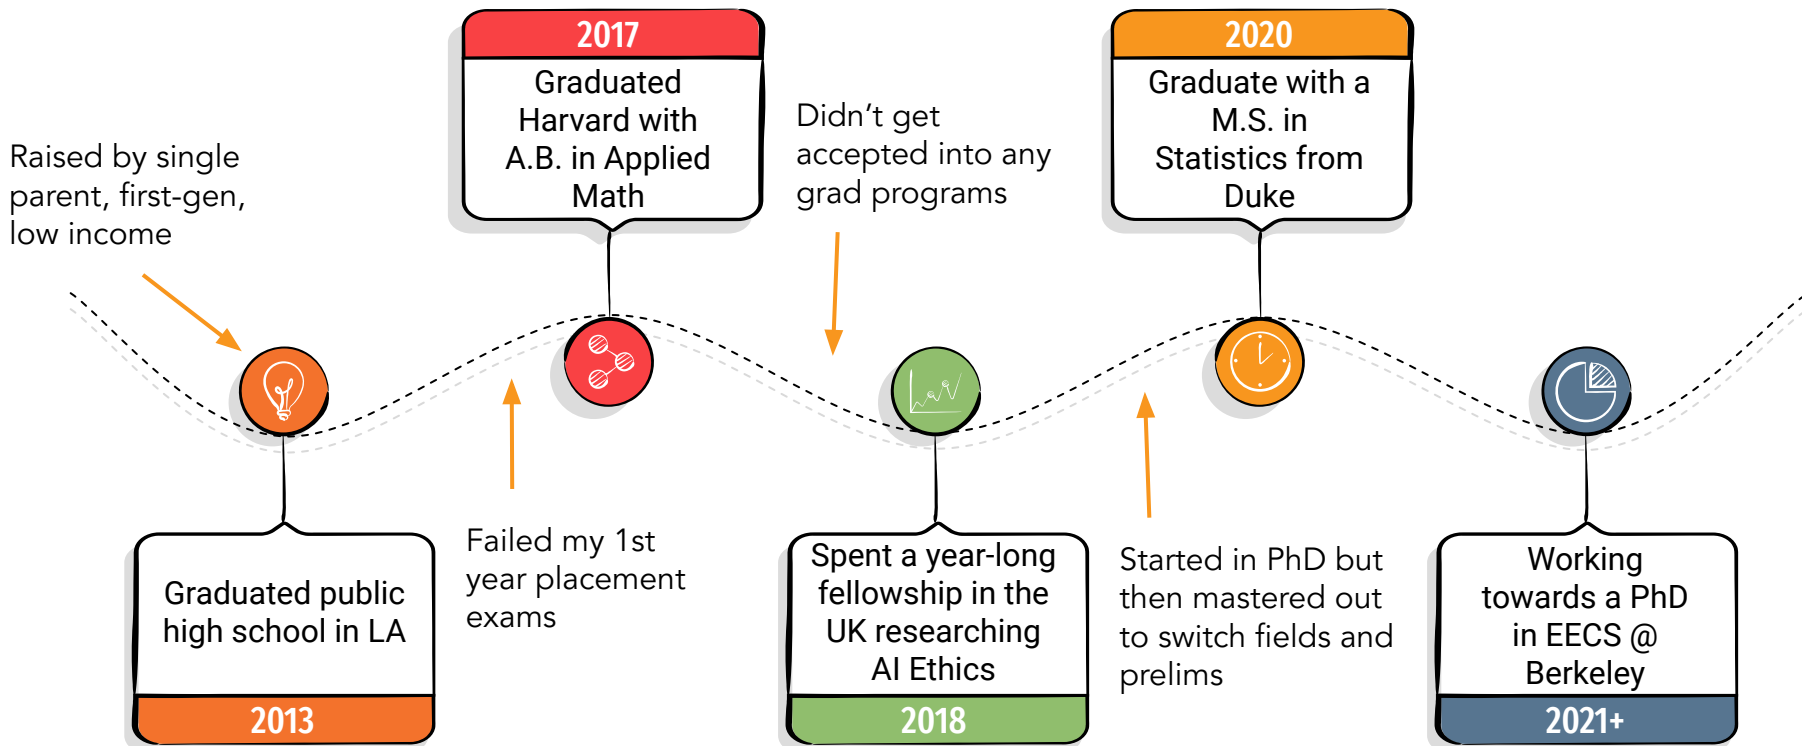 Raised by single
parent, first-gen,
low income
Graduated public
high school in LA
2013
Failed my 1st
year placement
exams
2017
Graduated
Harvard with
A.B. in Applied
Math
Didn't get
accepted into any
grad programs
Spent a year-long
fellowship in the
UK researching
AI Ethics
2018
Started in PhD but
then mastered out
to switch fields and
prelims
2020
Graduate with a
M.S. in
Statistics from
Duke
Working
towards a PhD
in EECS @
Berkeley
2021+